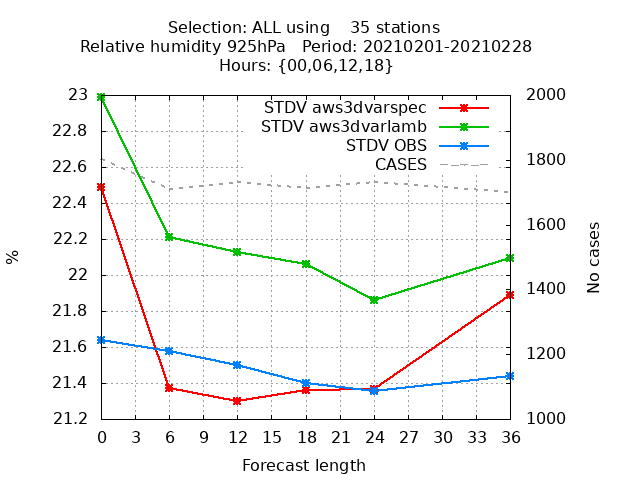 Selection: ALL using    35 stations
Relative humidity 925hPa   Period: 20210201-20210228
Hours: {00,06,12,18}
STDV aws3dvarspec
STDV aws3dvarlamb
STDV OBS
CASES
23
22.8
22.6
22.4
22.2
22
21.8
21.6
21.4
21.2
%
2000
1800
1600
1400
1200
1000
No cases
0 3 6 9 12 15 18 21 24 27 30 33 36
Forecast length